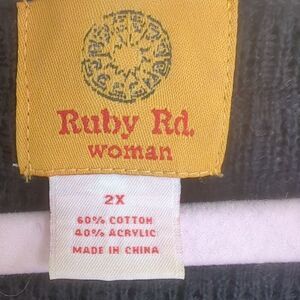 Ruby Rd.
woman
2X
60% COTTON
40% ACRYLIC
MADE IN CHINA